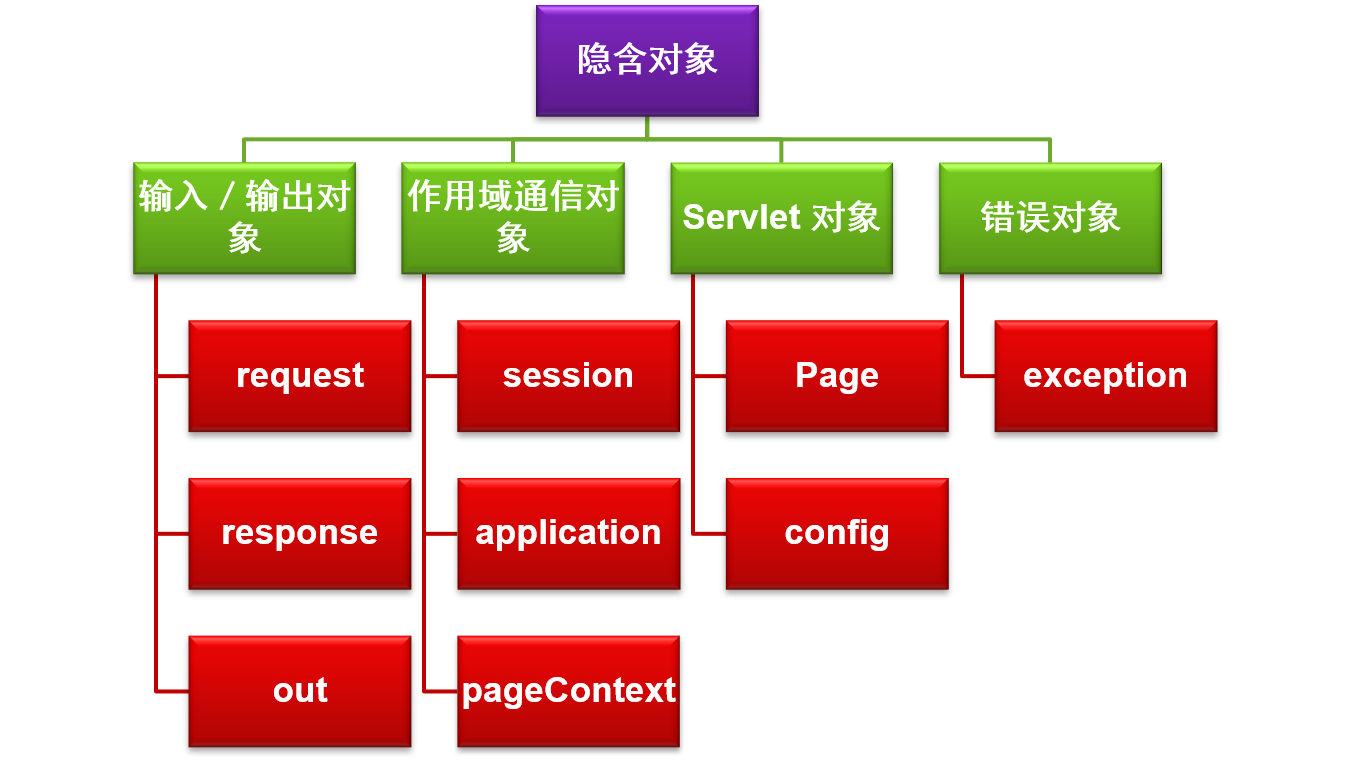 隐含对象
输入 / 输出对
象
作用域通信对
象
Servlet 对象
错误对象
request
session
Page
exception
response
application
config
out
pageContext